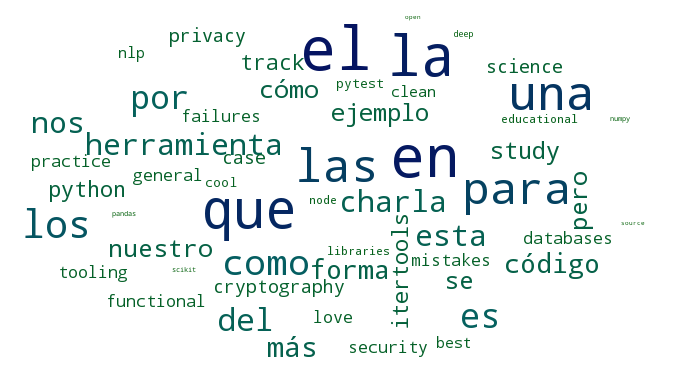 open
deep
privacy
el
la
nlp
track
science
cómo
pytest
clean
una
por
ejemplo
failures
educational
numpy
nos
herramienta
case
study
practice
general
las
en
python
cool
para
pero
pandas
que
node
charla
source
los
esta
databases
nuestro
libraries
itertools
como
forma
mistakes
código
tooling
scikit
cryptography
se
functional
del
love
es
más
security
best